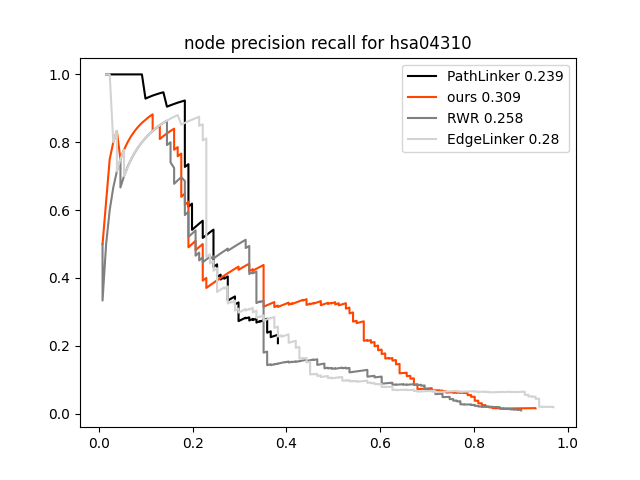 node precision recall for hsa04310
PathLinker 0.239
ours 0.309
RWR 0.258
EdgeLinker 0.28
1.0
0.8
0.6
0.4
0.2
0.0
0.0 0.2 0.4 0.6 0.8 1.0